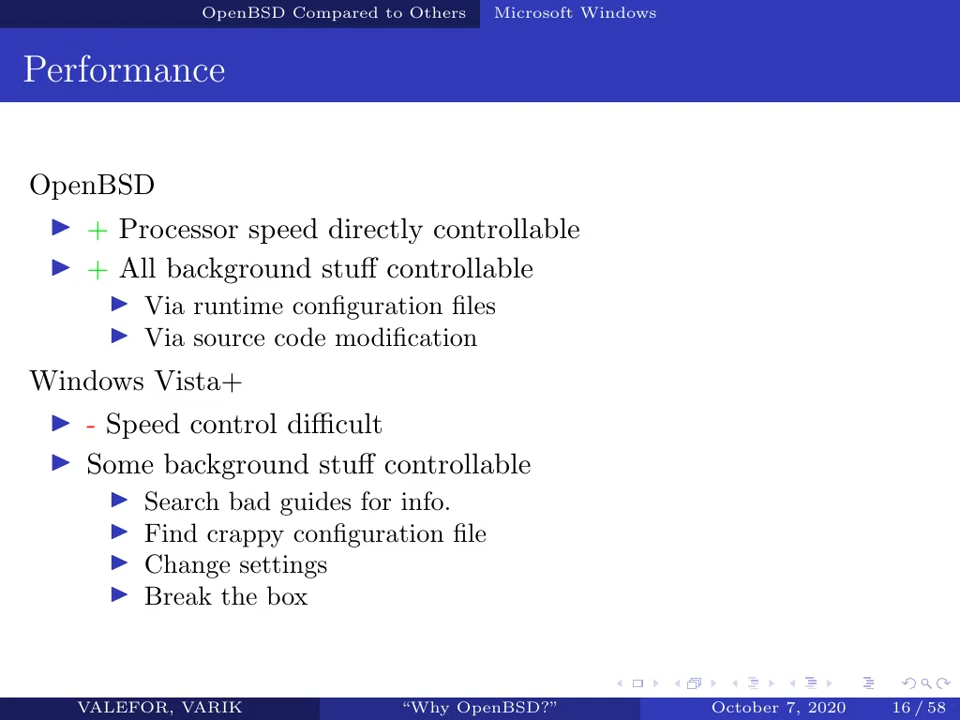 OpenBSD Compared to Others Microsoft Windows
Performance
OpenBSD
+ Processor speed directly controllable
+ All background stuff controllable
Via runtime configuration files
Via source code modification
Windows Vista+
- Speed control difficult
Some background stuff controllable
Search bad guides for info.
Find crappy configuration file
Change settings
Break the box
VALEFOR, VARIK “Why OpenBSD?” October 7, 2020 16 / 58